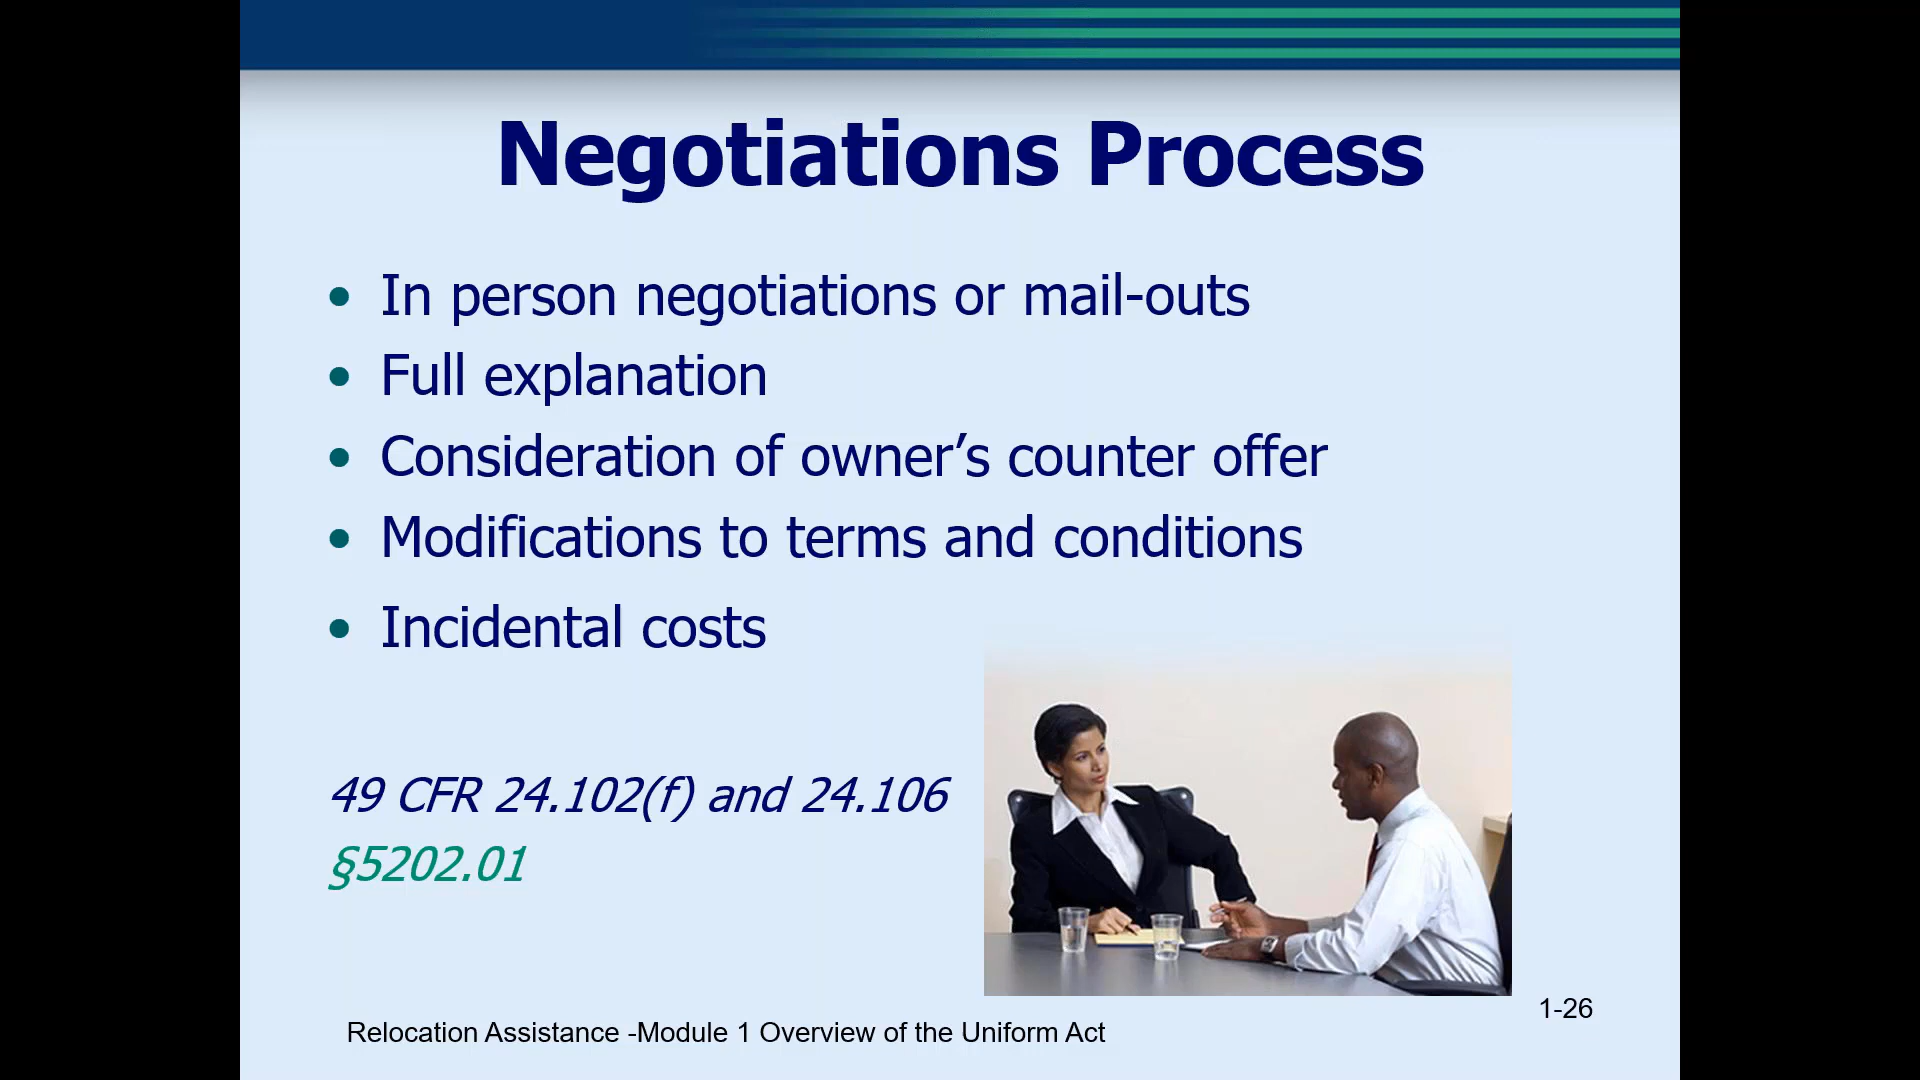 Negotiations Process
• In person negotiations or mail-outs
• Full explanation
• Consideration of owner’s counter offer
• Modifications to terms and conditions
• Incidental costs
49 CFR 24.102(f) and 24.106
§5202.01
1-26
Relocation Assistance -Module 1 Overview of the Uniform Act